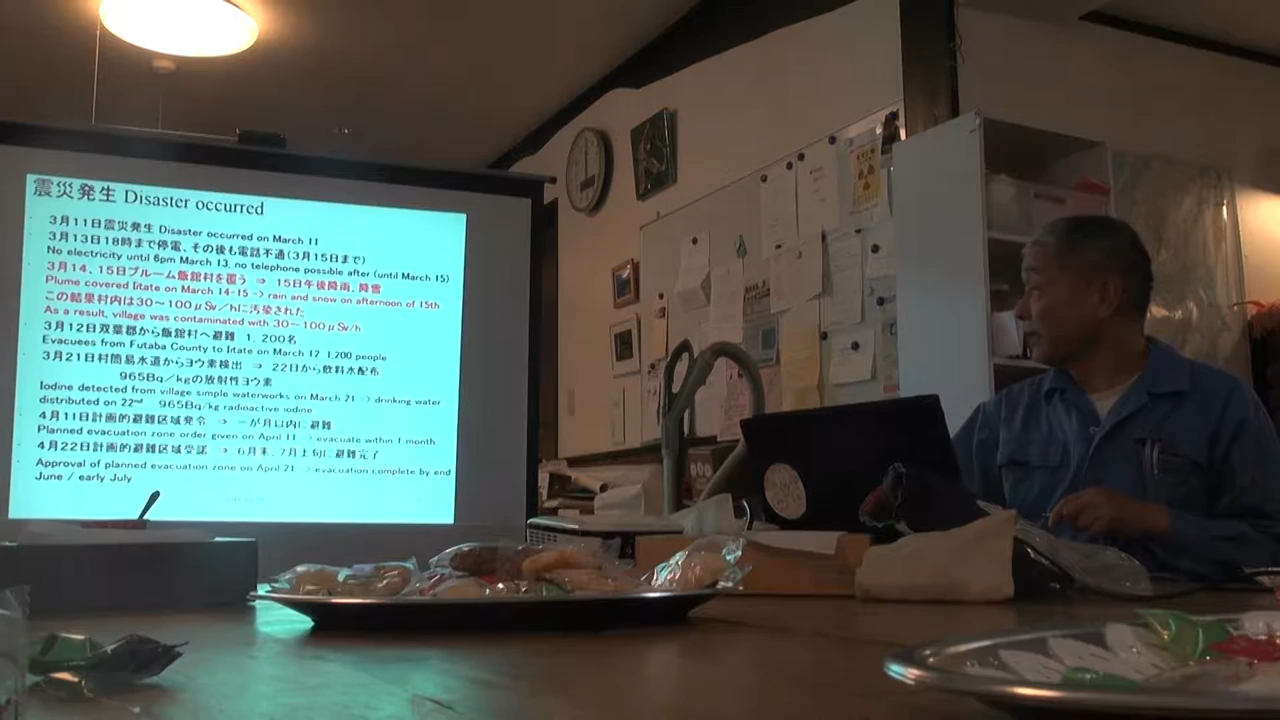 震災発生 Disaster occurred
3月11日震災発生 Disaster occurred on March 11
3月13日18時まで停電、その後も電話不通(3月15日まで)
No electricity until 6pm March 13, no telephone possible after (until March 15)
3月14、15日プルーム飯舘村を覆う ⇒ 15日午後降雨、降雪
Plume covered Iitate on March 14-15 -> rain and snow on afternoon of 15th
この結果村内は30~100μSv/hに汚染された
As a result, village was contaminated with 30~100μSv/h
3月12日双葉郡から飯舘村へ避難 1,200名
Evacuees from Futaba County to Iitate on March 12 1,200 people
3月21日村簡易水道からヨウ素検出 ⇒ 22日から飲料水配布
965Bq/kgの放射性ヨウ素
Iodine detected from village simple waterworks on March 21 -> drinking water
distributed on 22nd 965Bq/kg radioactive iodine
4月11日計画的避難区域発令 ⇒ 一が月以内に避難
Planned evacuation zone order given on April 11 -> evacuate within 1 month
4月22日計画的避難区域受諾 ⇒ 6月末、7月上旬に避難完了
Approval of planned evacuation zone on April 21 -> evacuation complete by end
June / early July